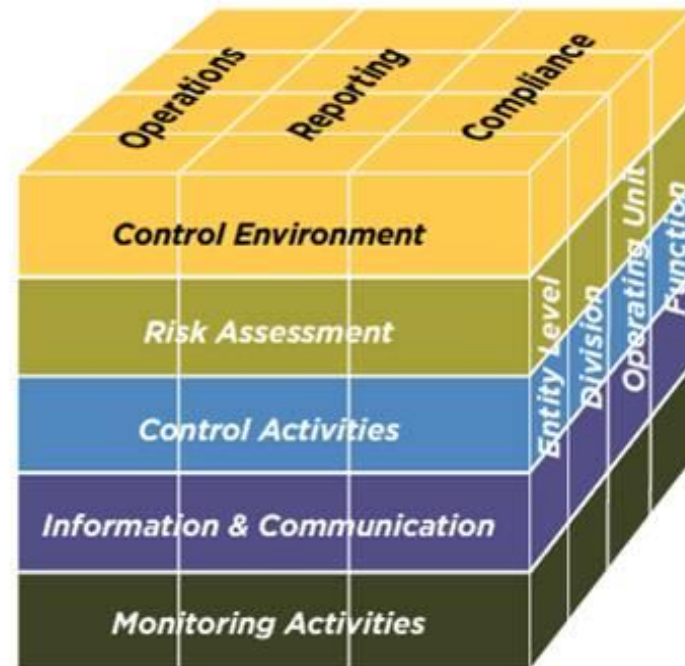 Operations
Reporting
Compliance
Control Environment
Risk Assessment
Control Activities
Information & Communication
Monitoring Activities
Entity Level
Division
Operating Unit
Function